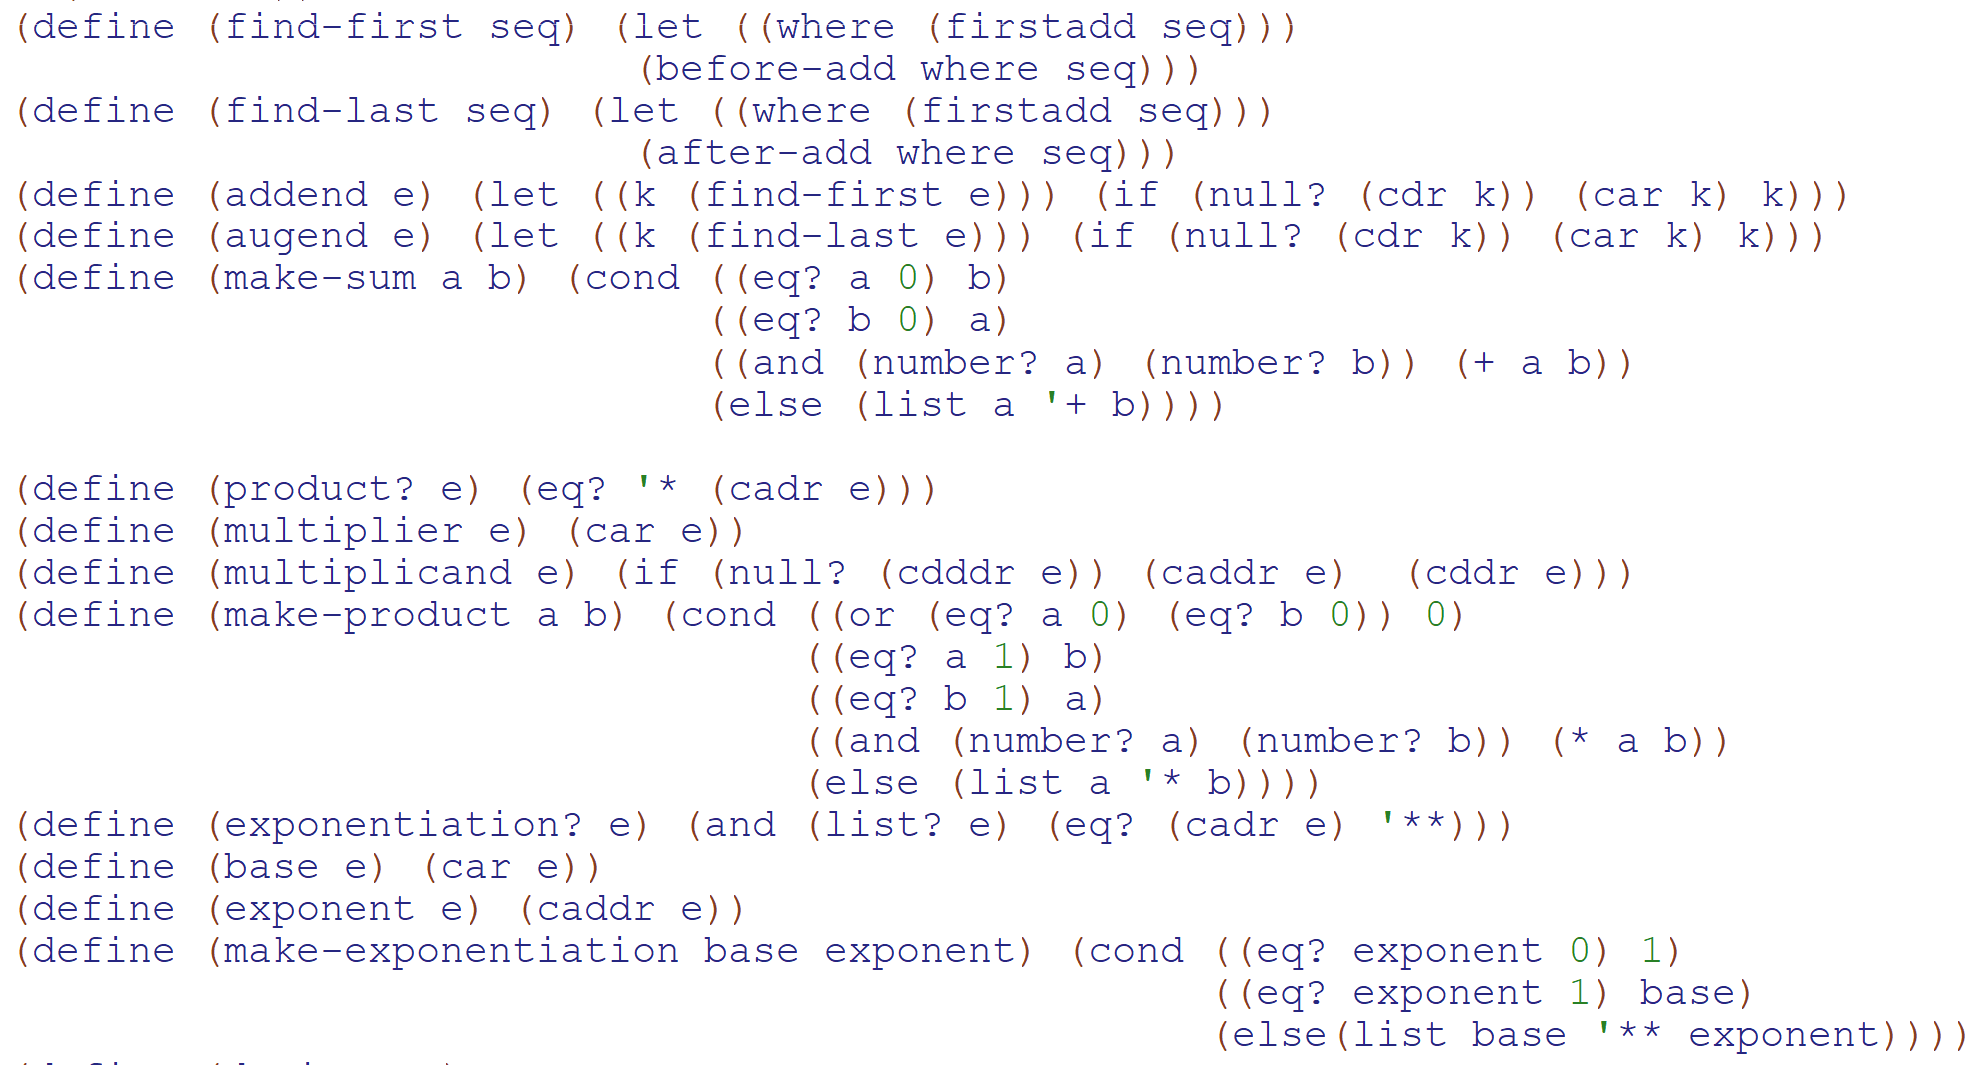 (define (find-first seq) (let ((where (firstadd seq)))
                          (before-add where seq)))
(define (find-last seq) (let ((where (firstadd seq)))
                          (after-add where seq)))
(define (addend e) (let ((k (find-first e))) (if (null? (cdr k)) (car k) k)))
(define (augend e) (let ((k (find-last e))) (if (null? (cdr k)) (car k) k)))
(define (make-sum a b) (cond ((eq? a 0) b)
                             ((eq? b 0) a)
                             ((and (number? a) (number? b)) (+ a b))
                             (else (list a '+ b))))

(define (product? e) (eq? '* (cadr e)))
(define (multiplier e) (car e))
(define (multiplicand e) (if (null? (cdddr e)) (caddr e)  (cddr e)))
(define (make-product a b) (cond ((or (eq? a 0) (eq? b 0)) 0)
                                 ((eq? a 1) b)
                                 ((eq? b 1) a)
                                 ((and (number? a) (number? b)) (* a b))
                                 (else (list a '* b))))
(define (exponentiation? e) (and (list? e) (eq? (cadr e) '**)))
(define (base e) (car e))
(define (exponent e) (caddr e))
(define (make-exponentiation base exponent) (cond ((eq? exponent 0) 1)
                                                  ((eq? exponent 1) base)
                                                  (else(list base '** exponent))))